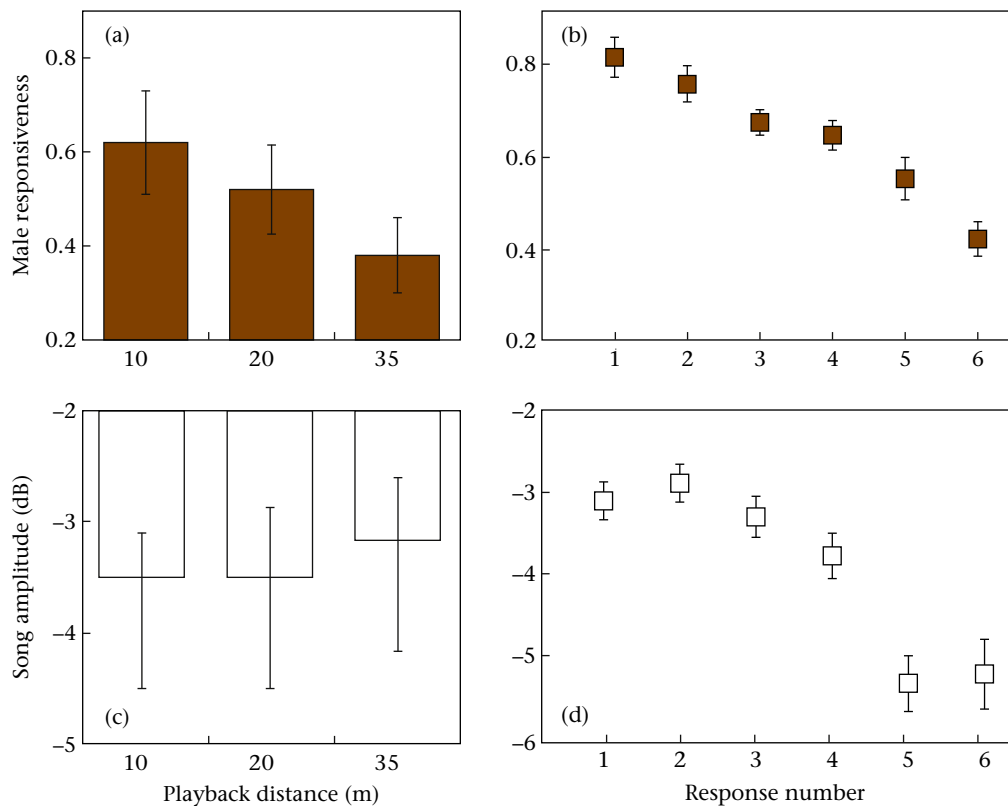 (a)
Male responsiveness
0.8
0.6
0.4
0.2
10 20 35
(b)
0.8
0.6
0.4
0.2
1 2 3 4 5 6
(c)
Song amplitude (dB)
–2
–3
–4
–5
10 20 35
Playback distance (m)
(d)
–2
–3
–4
–5
–6
1 2 3 4 5 6
Response number